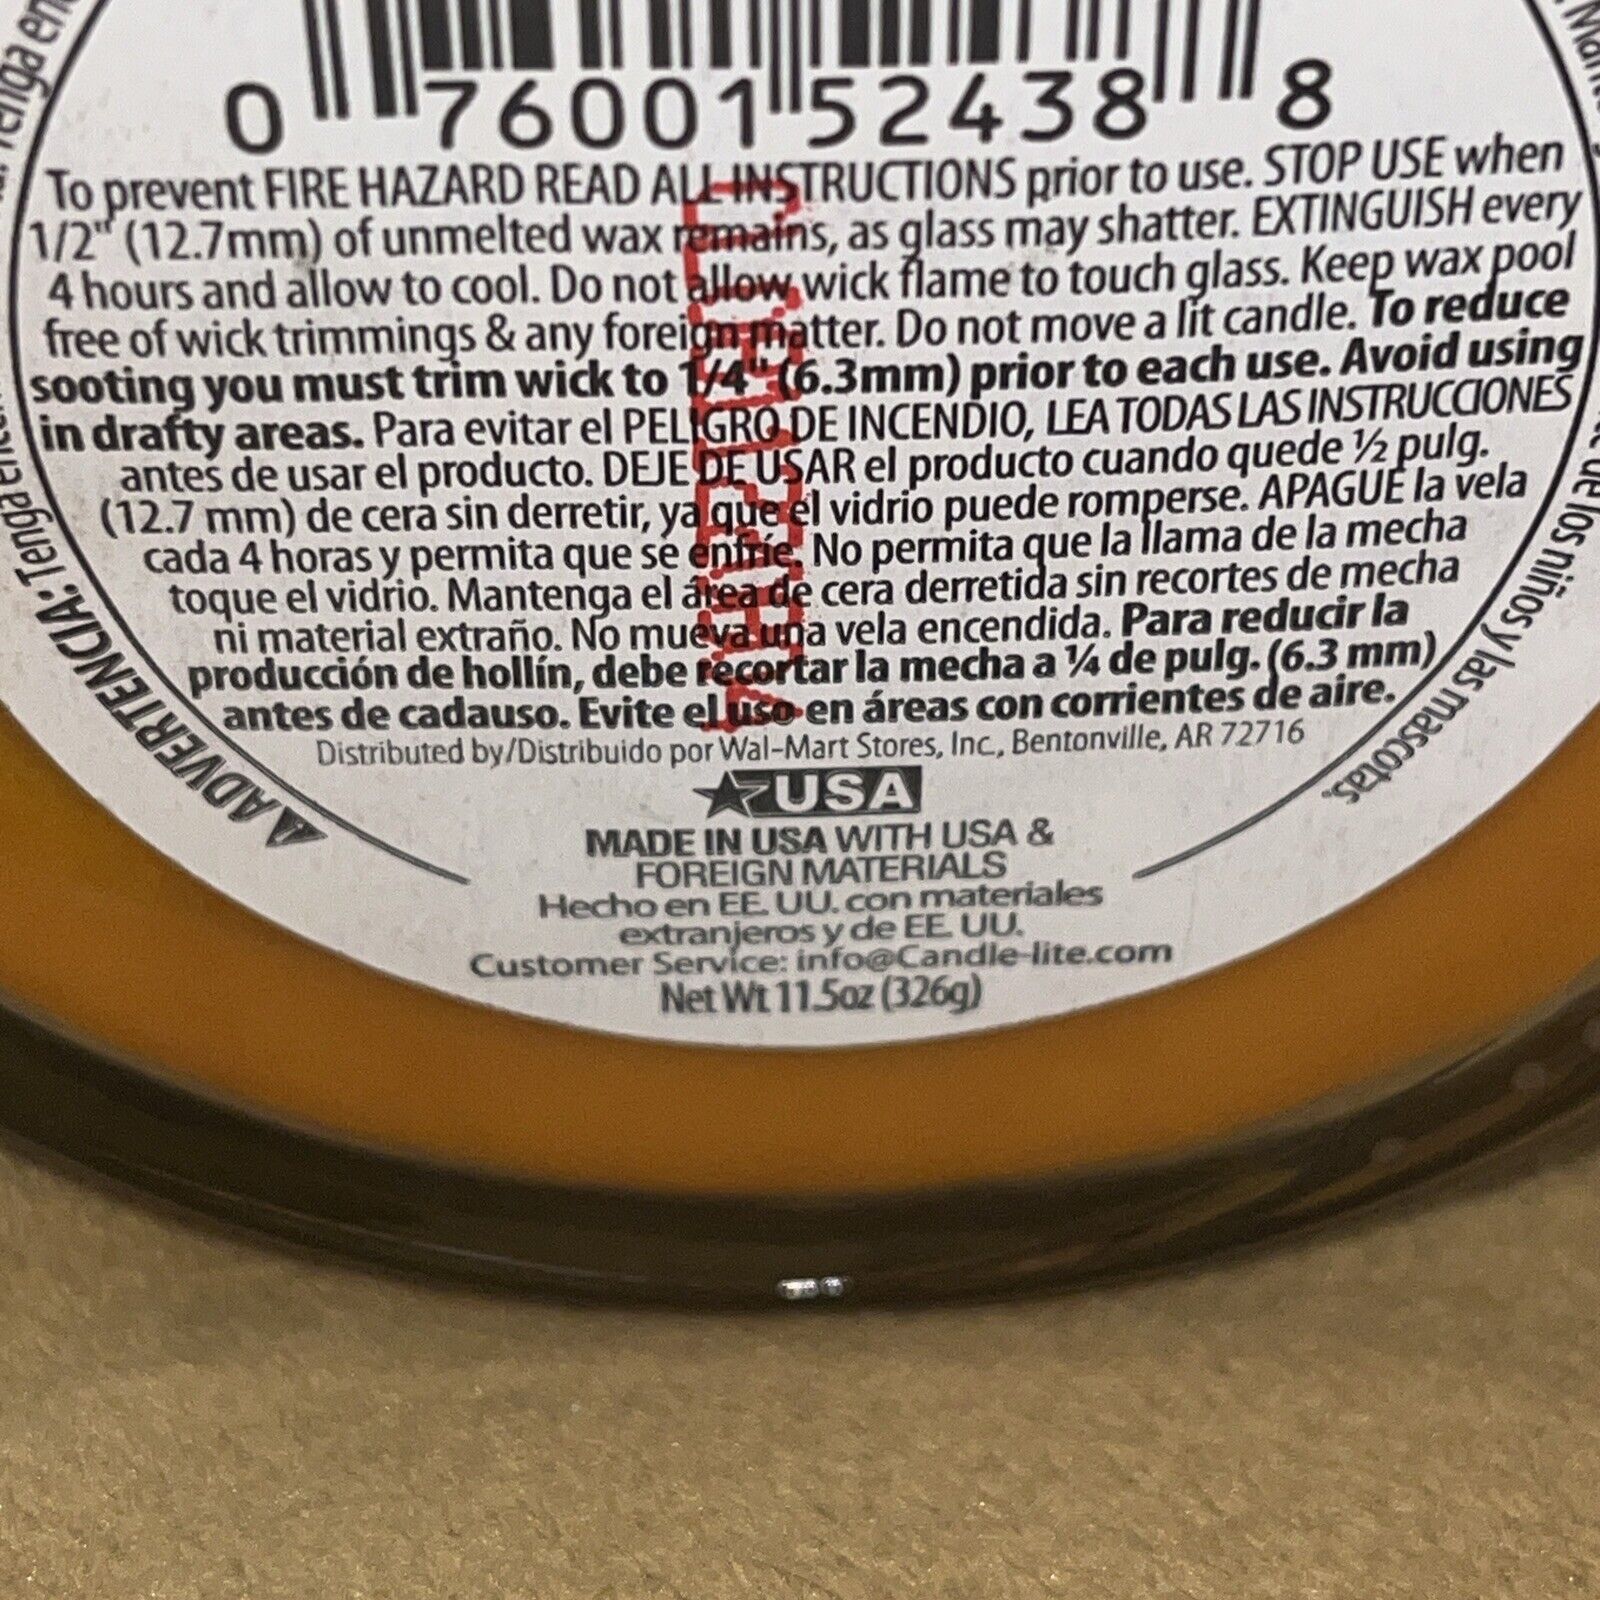 0 76001 52438 8
To prevent FIRE HAZARD READ ALL INSTRUCTIONS prior to use. STOP USE when
1/2" (12.7mm) of unmelted wax remains, as glass may shatter. EXTINGUISH every
4 hours and allow to cool. Do not allow wick flame to touch glass. Keep wax pool
free of wick trimmings & any foreign matter. Do not move a lit candle. To reduce
sooting you must trim wick to 1/4" (6.3mm) prior to each use. Avoid using
in drafty areas. Para evitar el PELIGRO DE INCENDIO, LEA TODAS LAS INSTRUCCIONES
antes de usar el producto. DEJE DE USAR el producto cuando quede ½ pulg.
(12.7 mm) de cera sin derretir, ya que el vidrio puede romperse. APAGUE la vela
cada 4 horas y permita que se enfríe. No permita que la llama de la mecha
toque el vidrio. Mantenga el área de cera derretida sin recortes de mecha
ni material extraño. No mueva una vela encendida. Para reducir la
producción de hollín, debe recortar la mecha a ¼ de pulg. (6.3 mm)
antes de cadauso. Evite el uso en áreas con corrientes de aire.
Distributed by/Distribuido por Wal-Mart Stores, Inc., Bentonville, AR 72716
USA
MADE IN USA WITH USA &
FOREIGN MATERIALS
Hecho en EE. UU. con materiales
extranjeros y de EE. UU.
Customer Service: info@Candle-lite.com
Net Wt 11.5oz (326g)
ADVERTENCIA: Tenga
de los niños y las mascotas.